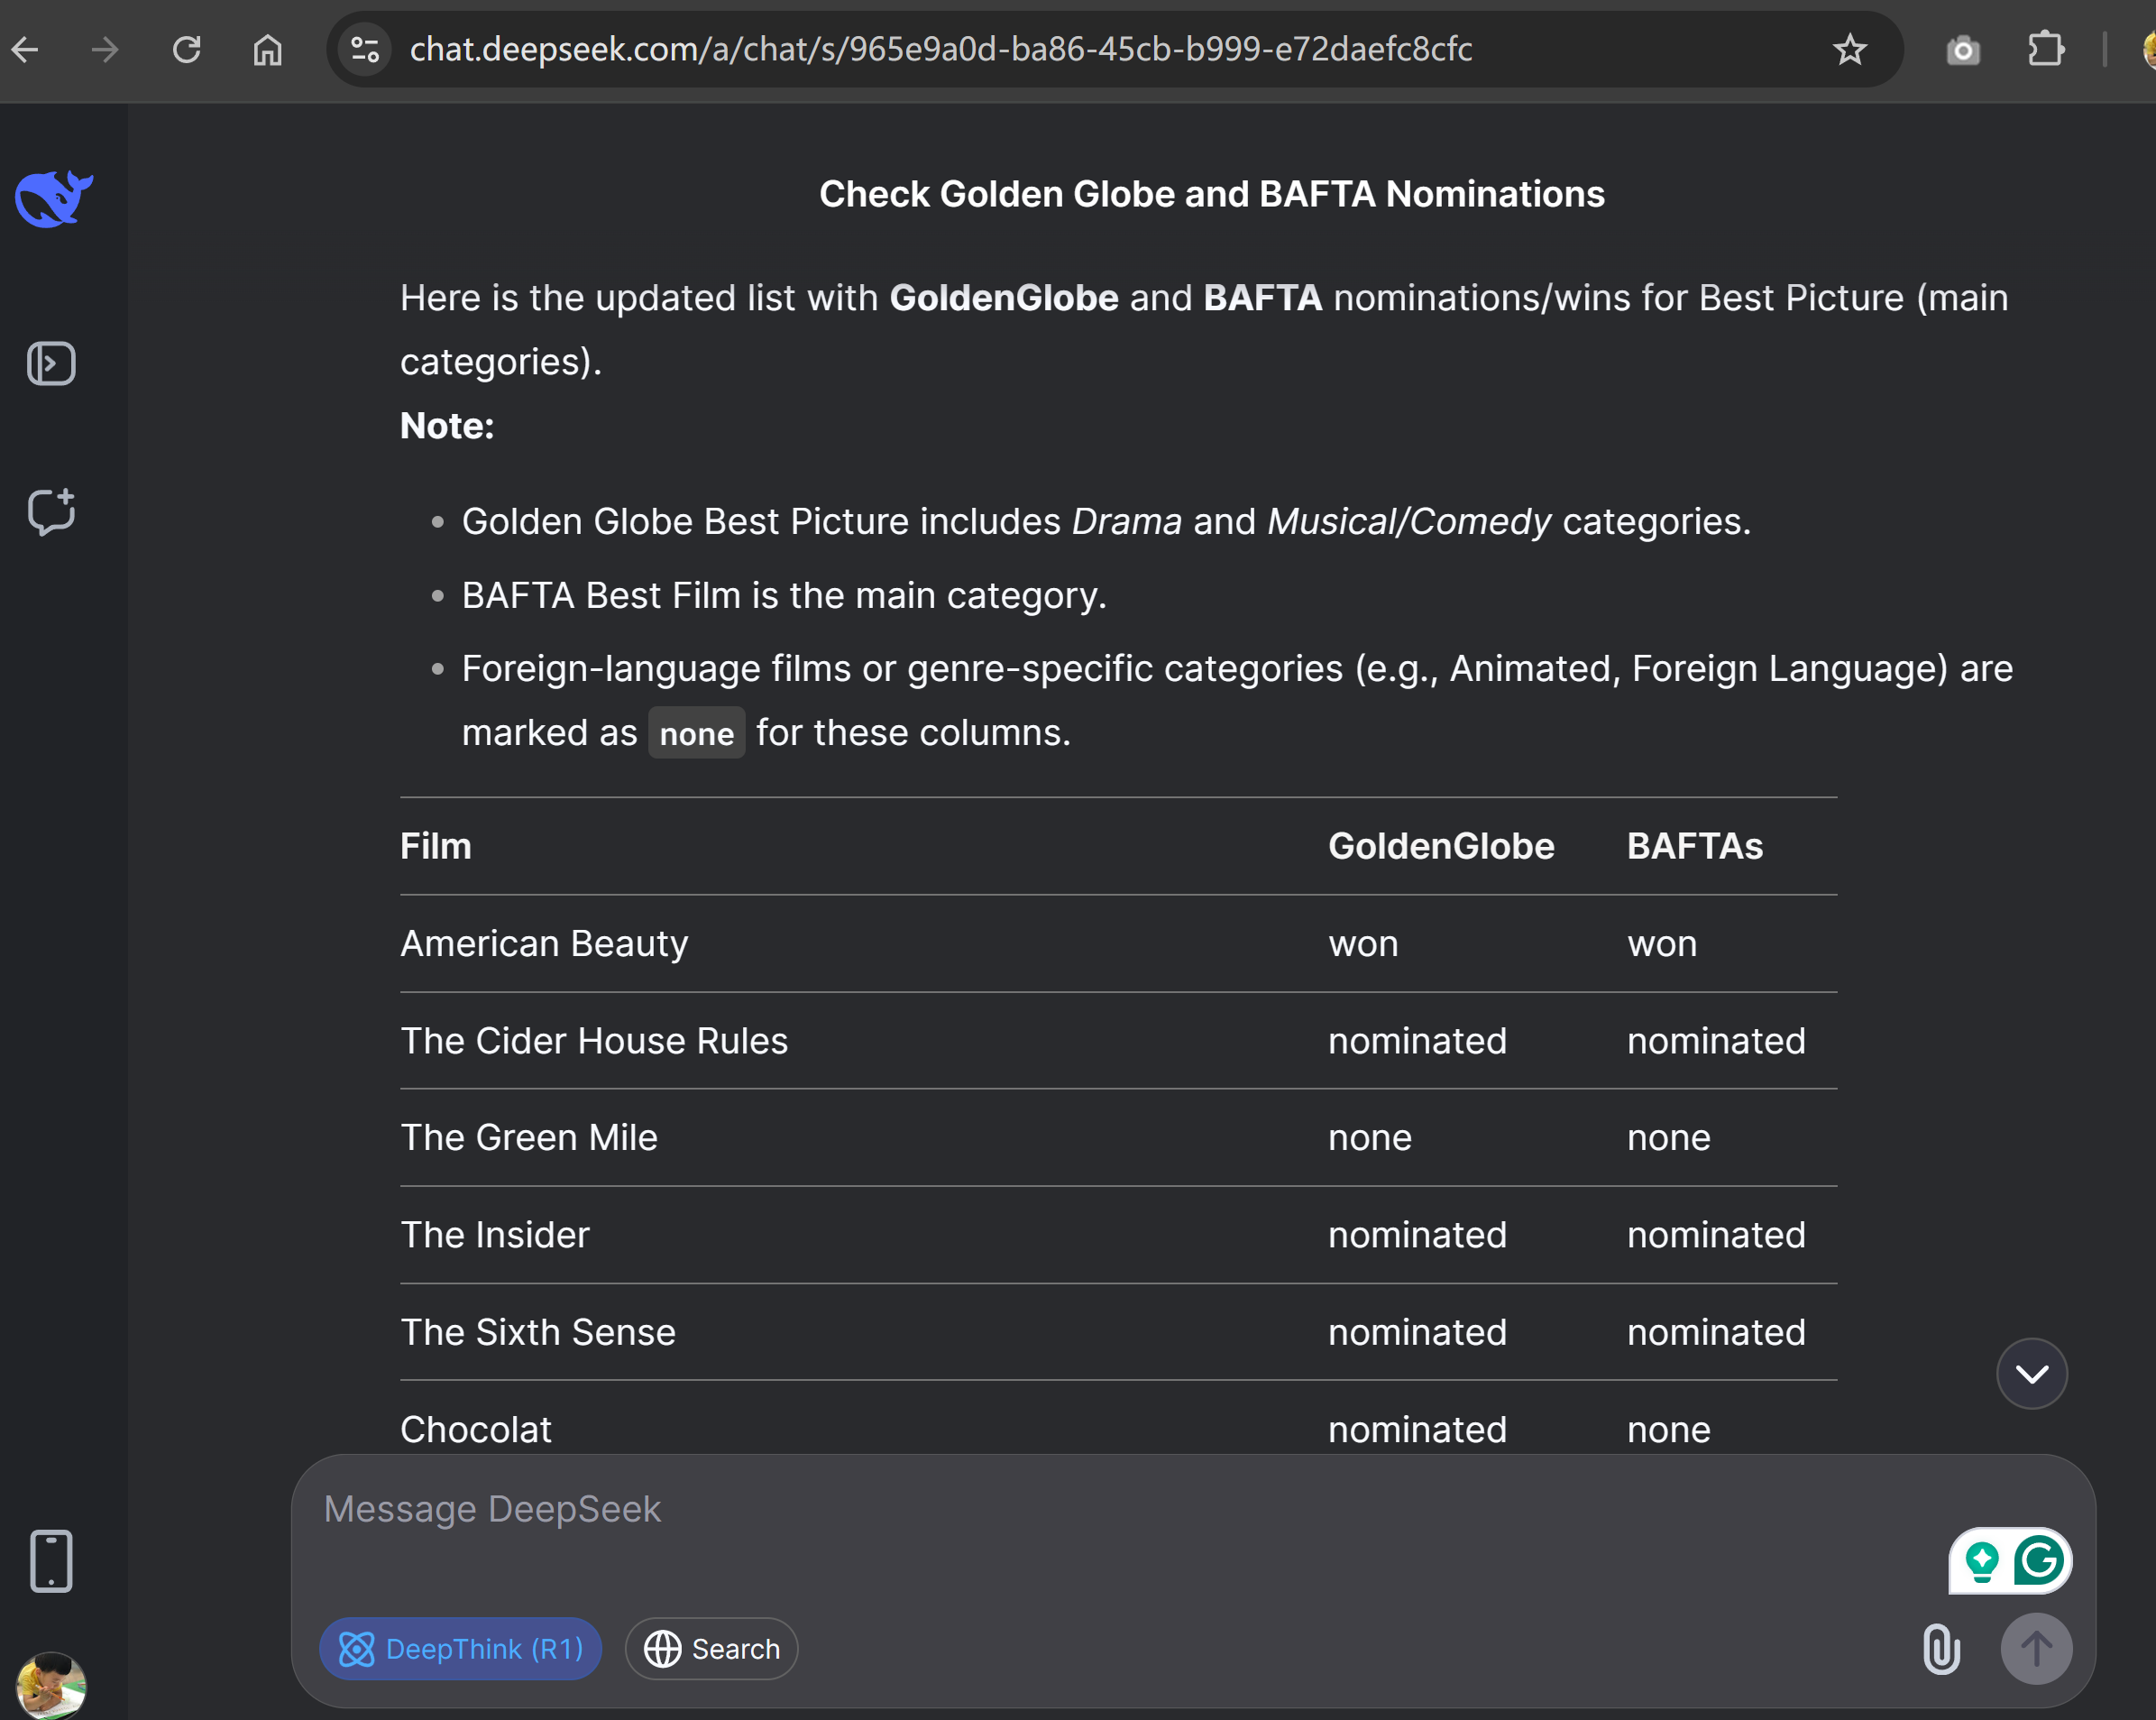 chat.deepseek.com/a/chat/s/965e9a0d-ba86-45cb-b999-e72daefc8cfc
Check Golden Globe and BAFTA Nominations
Here is the updated list with GoldenGlobe and BAFTA nominations/wins for Best Picture (main
categories).
Note:
Golden Globe Best Picture includes Drama and Musical/Comedy categories.
BAFTA Best Film is the main category.
Foreign-language films or genre-specific categories (e.g., Animated, Foreign Language) are
marked as none for these columns.
Film GoldenGlobe BAFTAs
American Beauty won won
The Cider House Rules nominated nominated
The Green Mile none none
The Insider nominated nominated
The Sixth Sense nominated nominated
Chocolat nominated none
Message DeepSeek
DeepThink (R1) Search